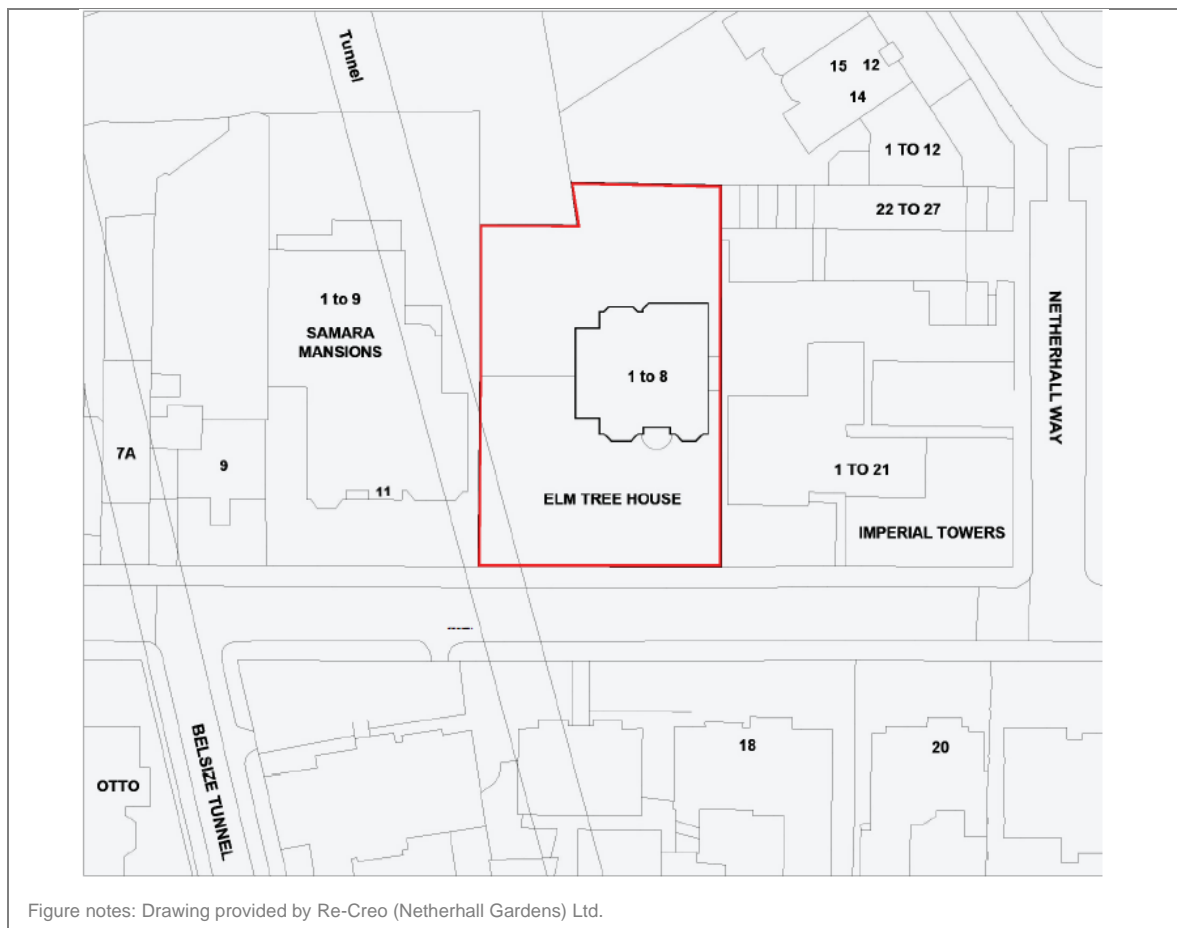 Tunnel
15 12
14
1 TO 12
22 TO 27
1 to 9
SAMARA
MANSIONS
NETHERHALL WAY
1 to 8
7A
9
1 TO 21
11
ELM TREE HOUSE
IMPERIAL TOWERS
BELSIZE TUNNEL
18
20
OTTO
Figure notes: Drawing provided by Re-Creo (Netherhall Gardens) Ltd.